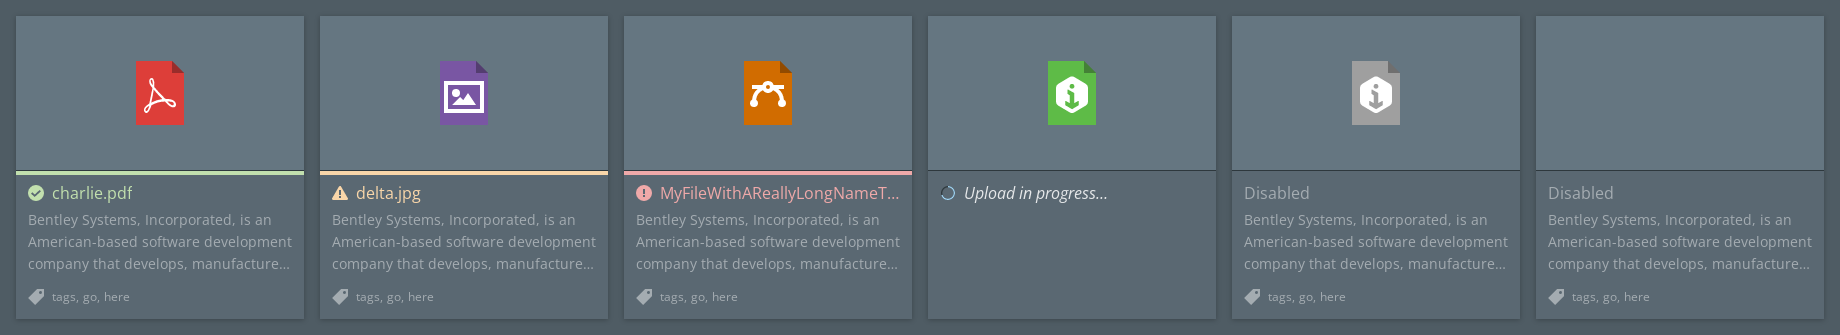 charlie.pdf
Bentley Systems, Incorporated, is an
American-based software development
company that develops, manufacture...
tags, go, here
delta.jpg
Bentley Systems, Incorporated, is an
American-based software development
company that develops, manufacture...
tags, go, here
MyFileWithAReallyLongNameT...
Bentley Systems, Incorporated, is an
American-based software development
company that develops, manufacture...
tags, go, here
Upload in progress...
Disabled
Bentley Systems, Incorporated, is an
American-based software development
company that develops, manufacture...
tags, go, here
Disabled
Bentley Systems, Incorporated, is an
American-based software development
company that develops, manufacture...
tags, go, here